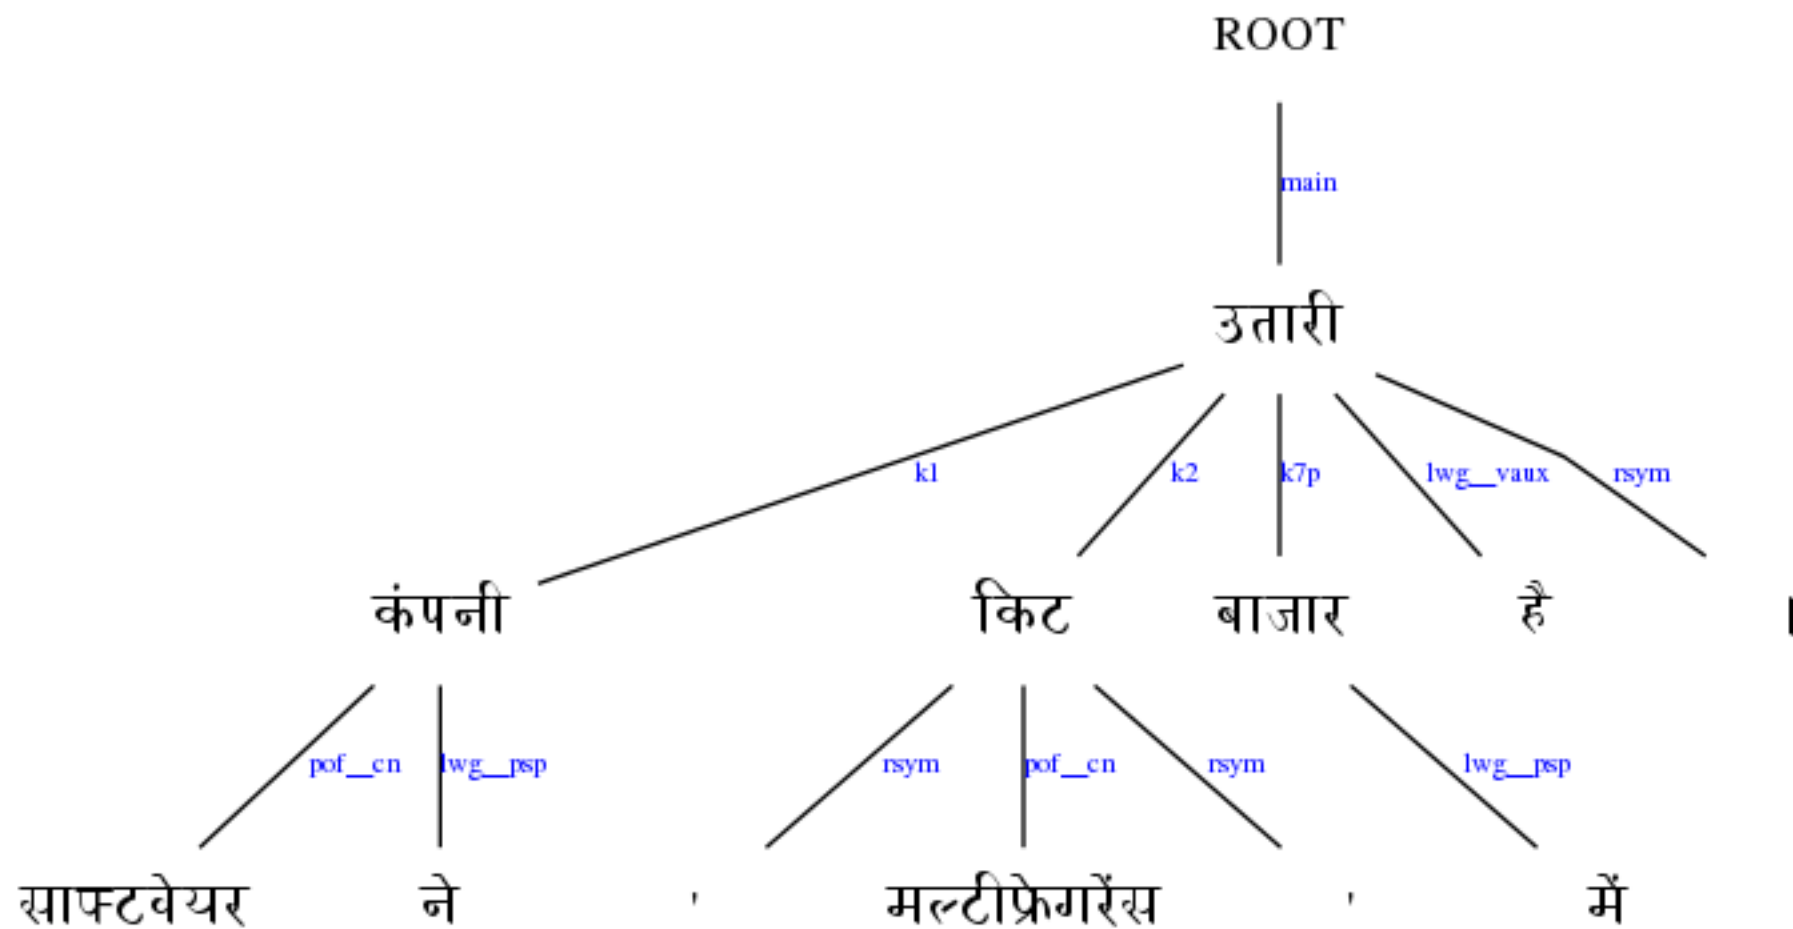 ROOT
main
उतारी
k1 k2 k7p lwg__vaux rsym
कंपनी किट बाजार है ।
pof__cn lwg__psp rsym pof__cn rsym lwg__psp
साफ्टवेयर ने ' मल्टीफ्रेगरेंस ' में